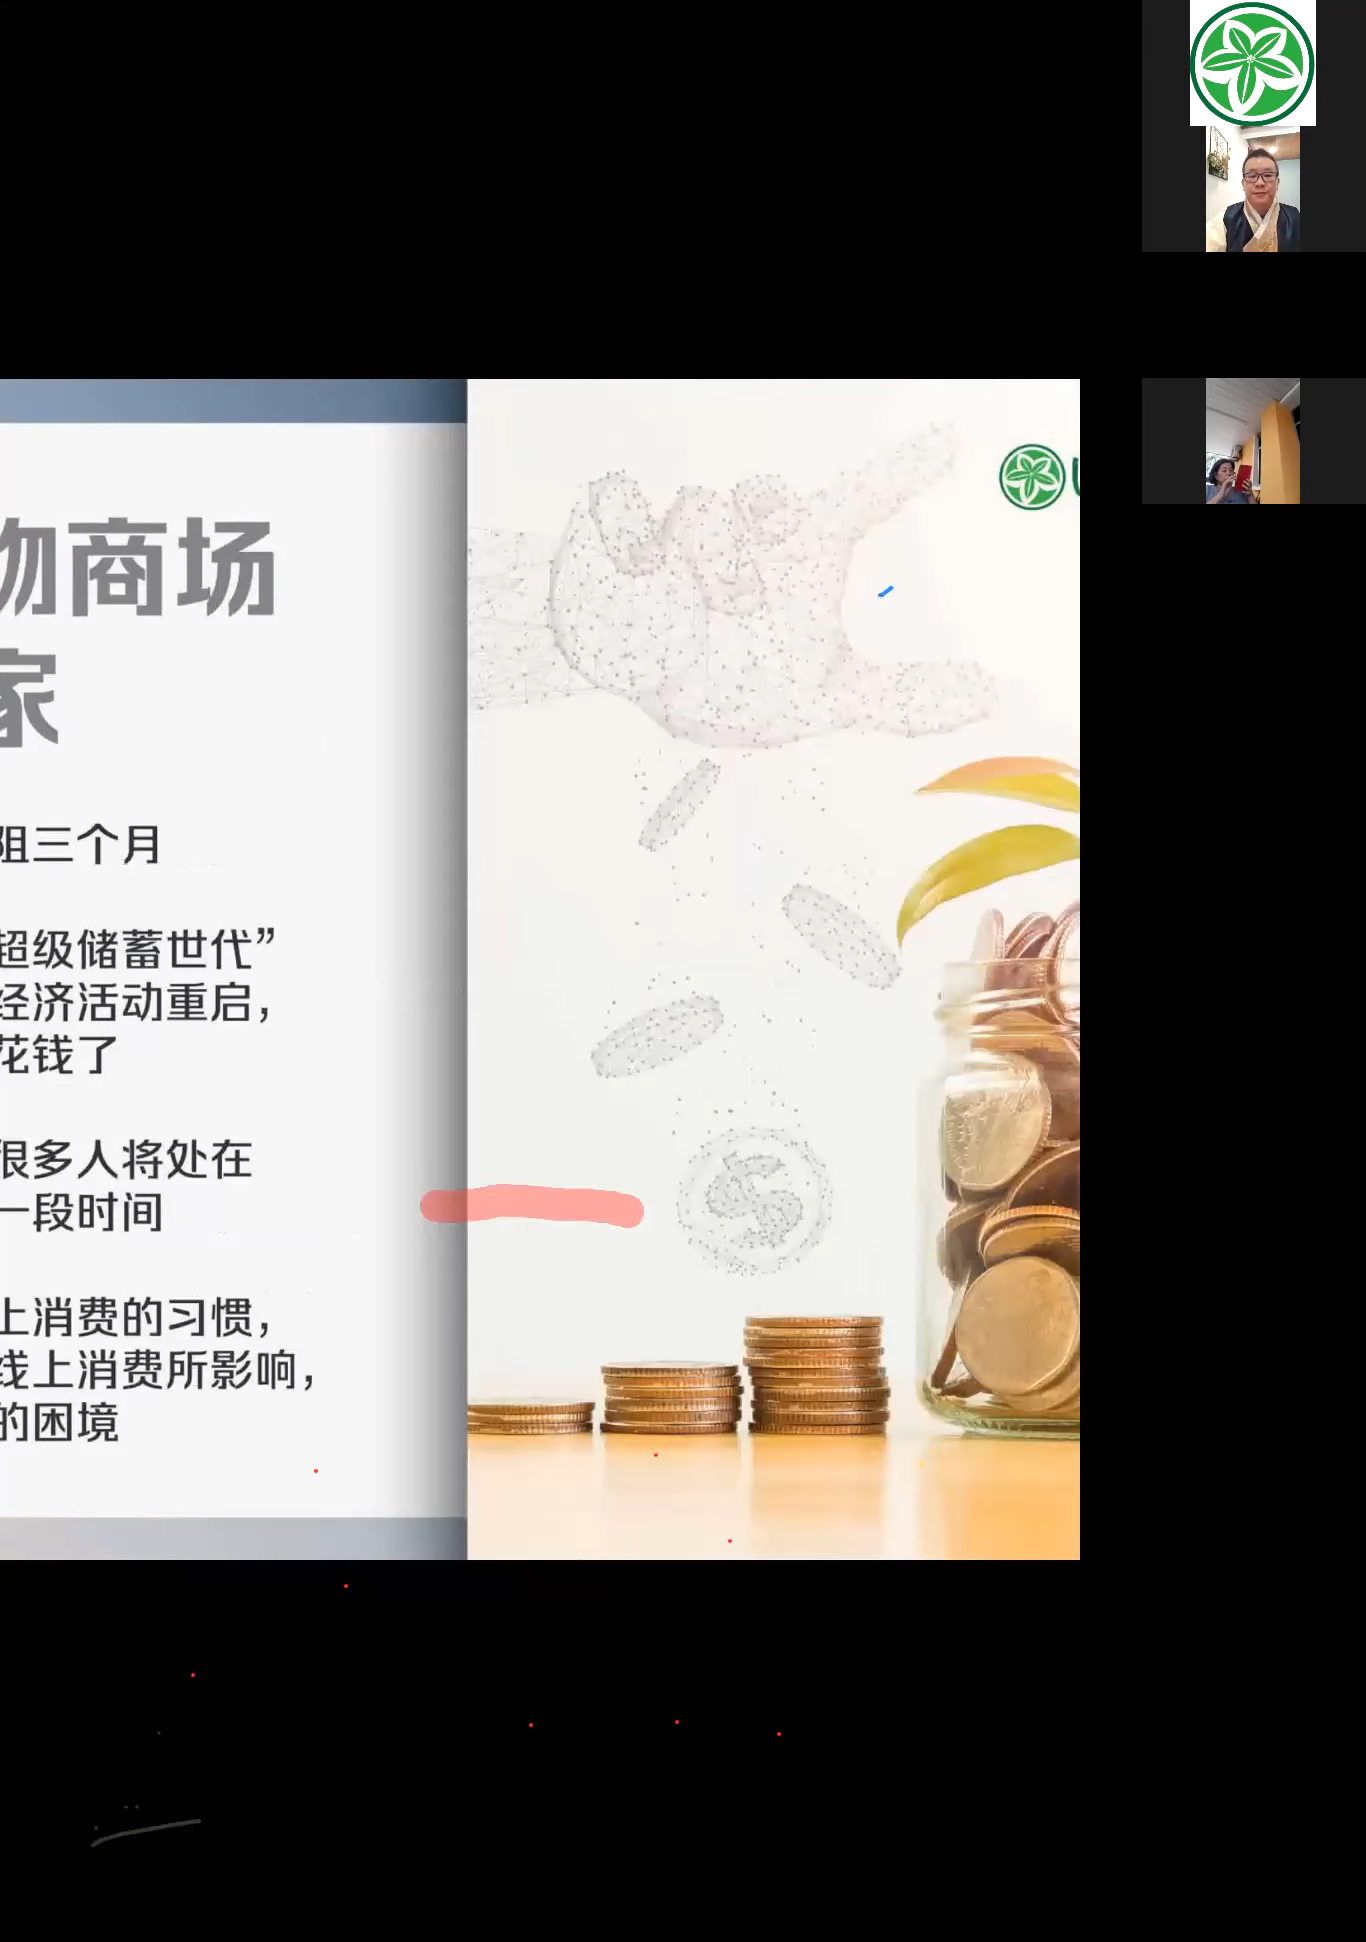 物商场
家
阻三个月
超级储蓄世代”
经济活动重启，
花钱了
很多人将处在
一段时间
上消费的习惯，
线上消费所影响，
的困境
U